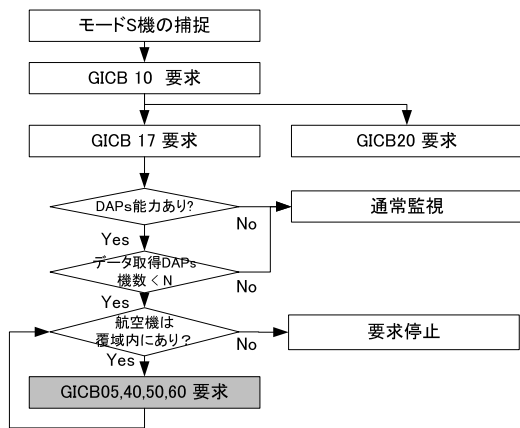 モードS機の捕捉
GICB 10 要求
GICB 17 要求
GICB20 要求
DAPs能力あり?
No
通常監視
Yes
データ取得DAPs
機数 < N
No
Yes
航空機は
覆域内にあり?
No
要求停止
Yes
GICB05,40,50,60 要求